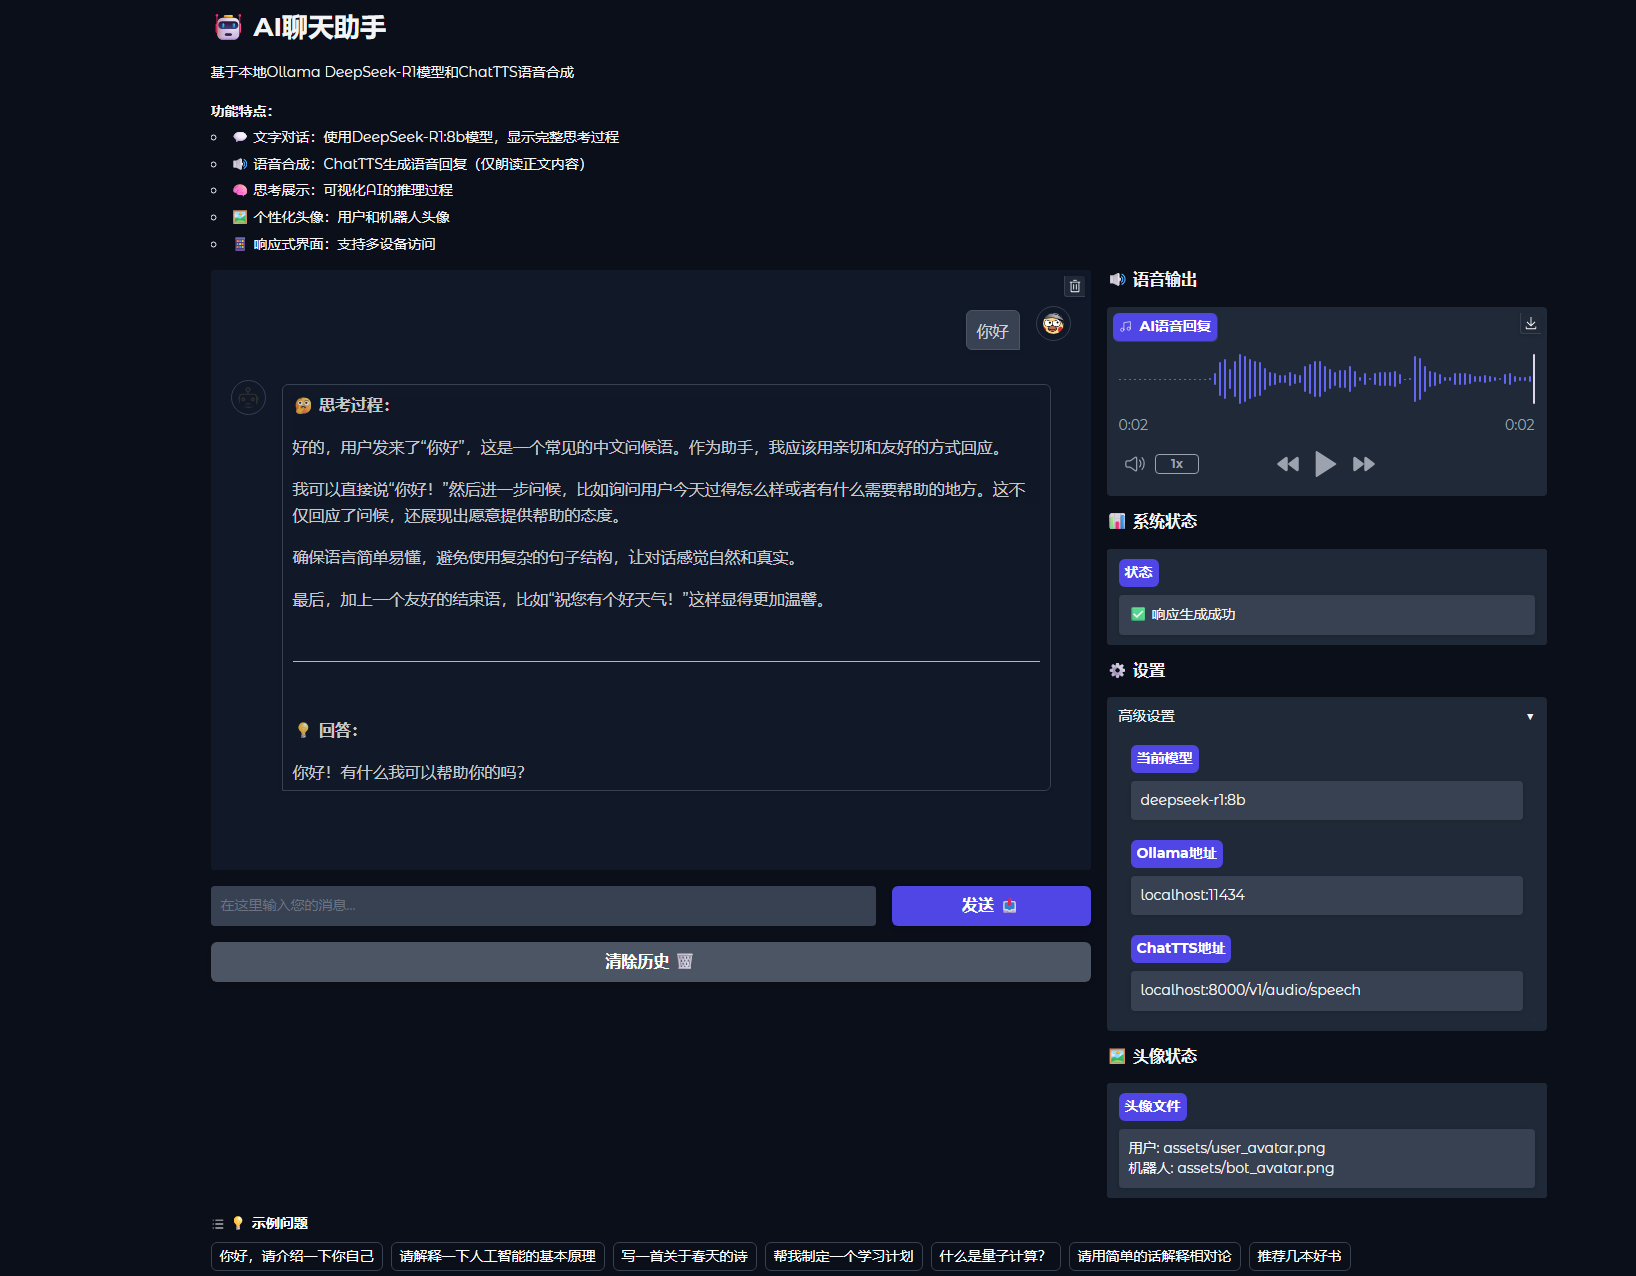 AI聊天助手
基于本地Ollama DeepSeek-R1模型和ChatTTS语音合成
功能特点：
文字对话：使用DeepSeek-R1:8b模型，显示完整思考过程
语音合成：ChatTTS生成语音回复（仅朗读正文内容）
思考展示：可视化AI的推理过程
个性化头像：用户和机器人头像
响应式界面：支持多设备访问
你好
思考过程：
好的，用户发来了“你好”，这是一个常见的中文问候语。作为助手，我应该用亲切和友好的方式回应。
我可以直接说“你好！”然后进一步问候，比如询问用户今天过得怎么样或者有什么需要帮助的地方。这不
仅回应了问候，还展现出愿意提供帮助的态度。
确保语言简单易懂，避免使用复杂的句子结构，让对话感觉自然和真实。
最后，加上一个友好的结束语，比如“祝您有个好天气！”这样显得更加温馨。
回答：
你好！有什么我可以帮助你的吗？
在这里输入您的消息...
发送
清除历史
语音输出
AI语音回复
0:02
0:02
1x
系统状态
状态
响应生成成功
设置
高级设置
当前模型
deepseek-r1:8b
Ollama地址
localhost:11434
ChatTTS地址
localhost:8000/v1/audio/speech
头像状态
头像文件
用户: assets/user_avatar.png
机器人: assets/bot_avatar.png
示例问题
你好，请介绍一下你自己
请解释一下人工智能的基本原理
写一首关于春天的诗
帮我制定一个学习计划
什么是量子计算？
请用简单的话解释相对论
推荐几本好书